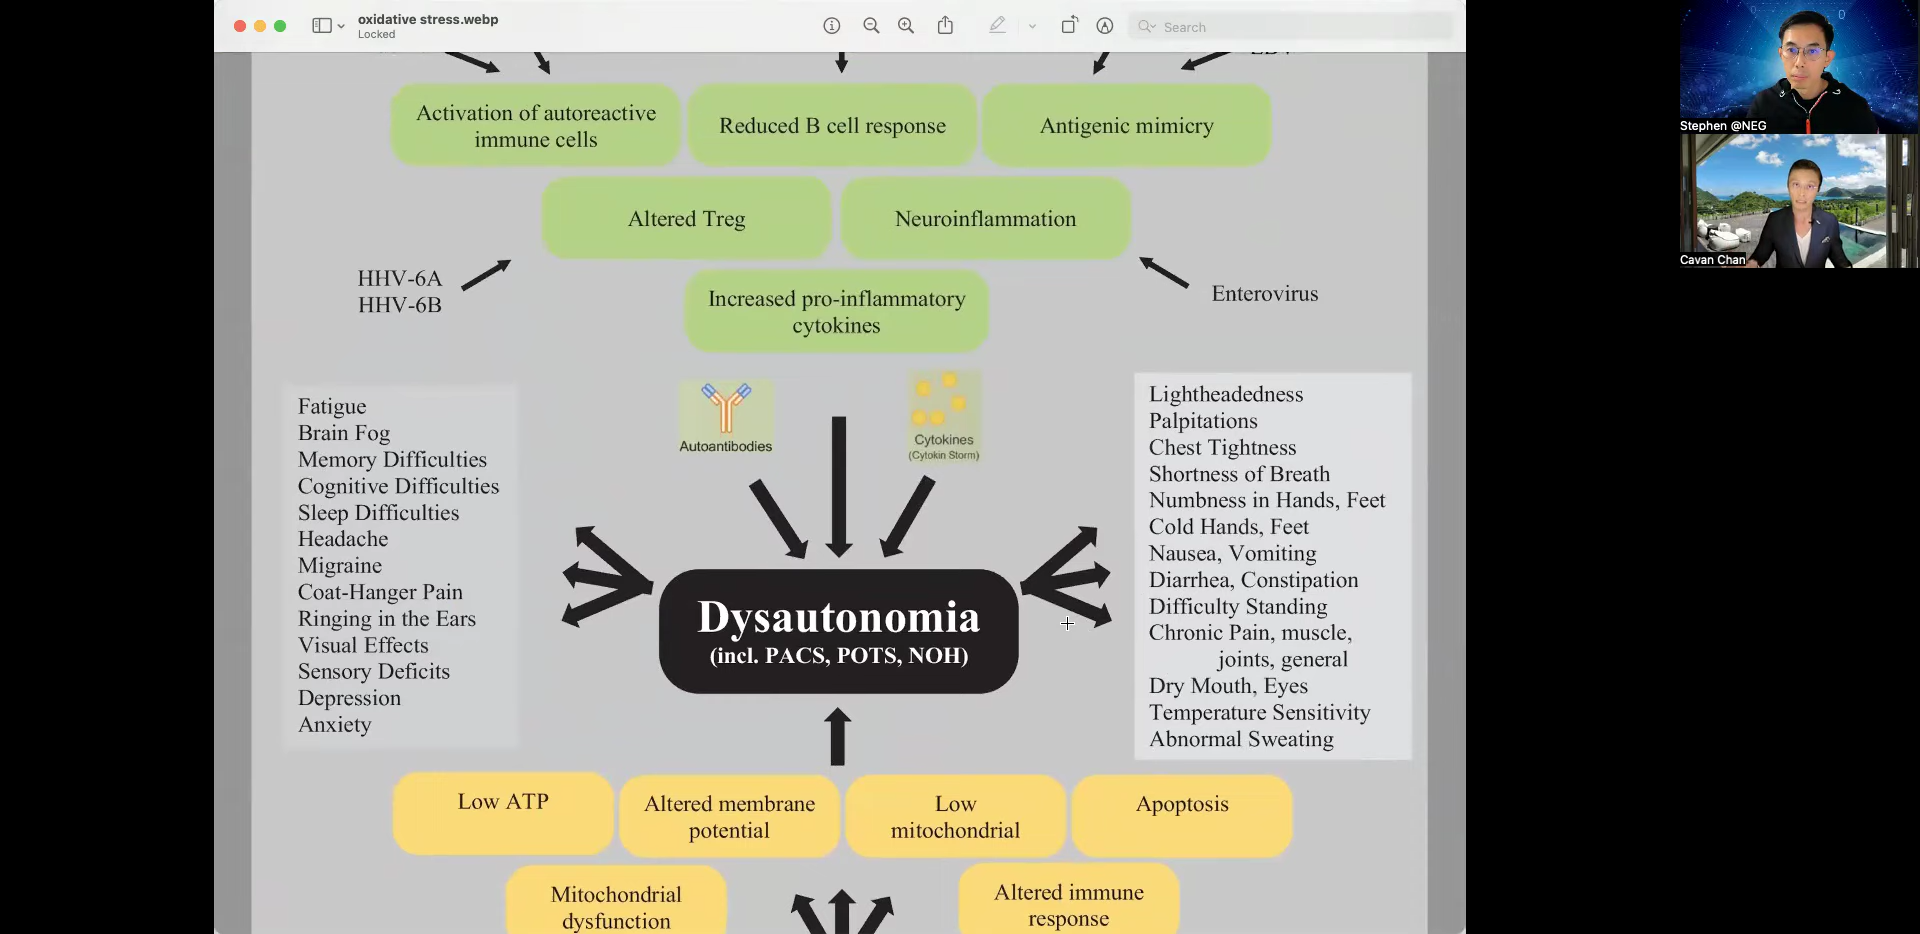 oxidative stress.webp
Locked
Search
Activation of autoreactive
immune cells
Reduced B cell response
Antigenic mimicry
Altered Treg
Neuroinflammation
HHV-6A
HHV-6B
Increased pro-inflammatory
cytokines
Enterovirus
Autoantibodies
Cytokines
(Cytokin Storm)
Fatigue
Brain Fog
Memory Difficulties
Cognitive Difficulties
Sleep Difficulties
Headache
Migraine
Coat-Hanger Pain
Ringing in the Ears
Visual Effects
Sensory Deficits
Depression
Anxiety
Dysautonomia
(incl. PACS, POTS, NOH)
Lightheadedness
Palpitations
Chest Tightness
Shortness of Breath
Numbness in Hands, Feet
Cold Hands, Feet
Nausea, Vomiting
Diarrhea, Constipation
Difficulty Standing
Chronic Pain, muscle,
joints, general
Dry Mouth, Eyes
Temperature Sensitivity
Abnormal Sweating
Low ATP
Altered membrane
potential
Low
mitochondrial
Apoptosis
Mitochondrial
dysfunction
Altered immune
response
Stephen @NEG
Cavan Chan